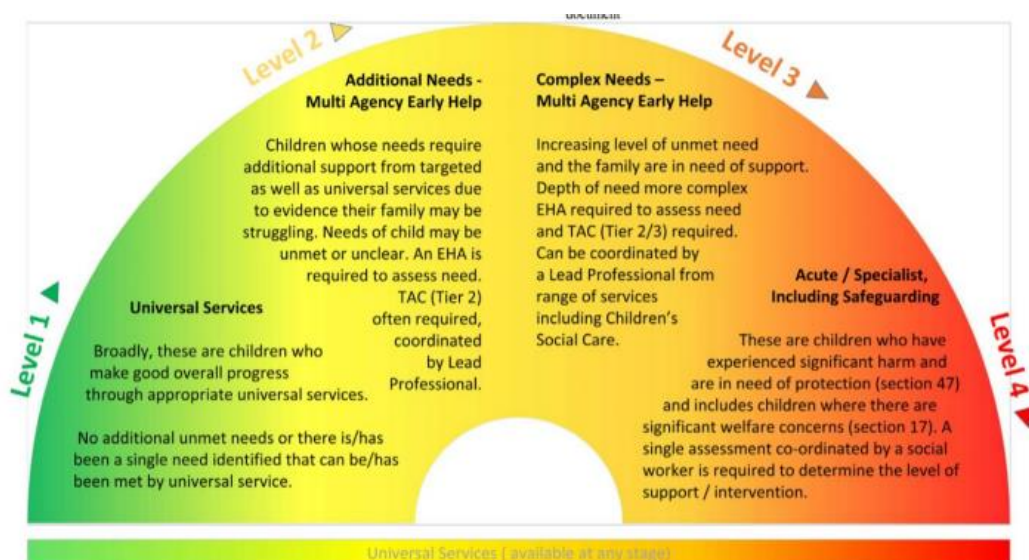 document
Level 1
Level 2
Level 3
Level 4
Universal Services
Broadly, these are children who
make good overall progress
through appropriate universal services.
No additional unmet needs or there is/has
been a single need identified that can be/has
been met by universal service.
Additional Needs -
Multi Agency Early Help
Children whose needs require
additional support from targeted
as well as universal services due
to evidence their family may be
struggling. Needs of child may be
unmet or unclear. An EHA is
required to assess need.
TAC (Tier 2)
often required,
coordinated
by Lead
Professional.
Complex Needs –
Multi Agency Early Help
Increasing level of unmet need
and the family are in need of support.
Depth of need more complex
EHA required to assess need
and TAC (Tier 2/3) required.
Can be coordinated by
a Lead Professional from
range of services
including Children's
Social Care.
Acute / Specialist,
Including Safeguarding
These are children who have
experienced significant harm and
are in need of protection (section 47)
and includes children where there are
significant welfare concerns (section 17). A
single assessment co-ordinated by a social
worker is required to determine the level of
support / intervention.
Universal Services ( available at any stage)